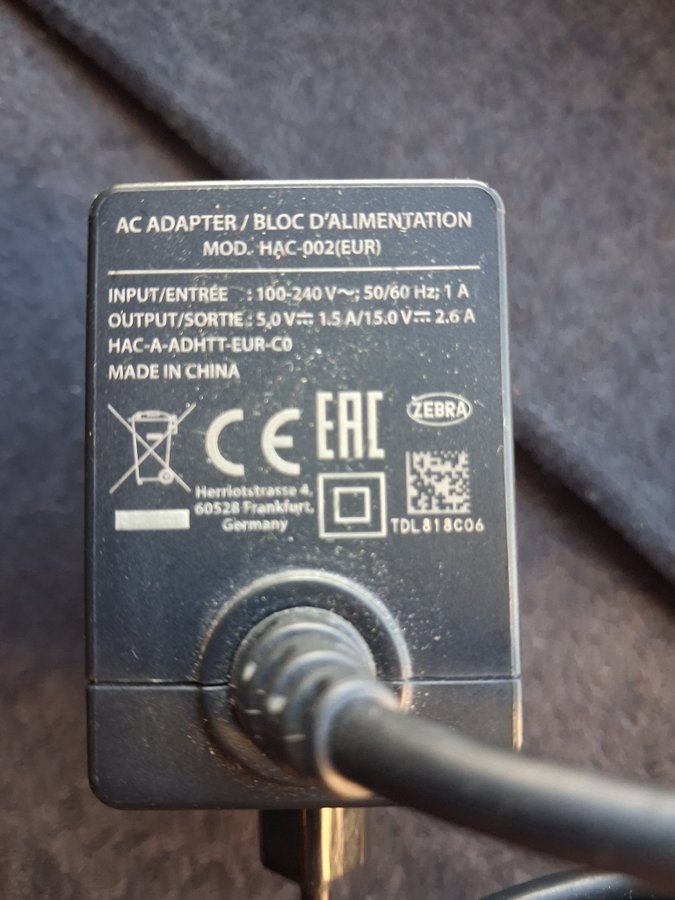 AC ADAPTER / BLOC D'ALIMENTATION
MOD. HAC-002(EUR)
INPUT/ENTRÉE : 100-240 V~; 50/60 Hz; 1 A
OUTPUT/SORTIE : 5.0 V⎓ 1.5 A/15.0 V⎓ 2.6 A
HAC-A-ADHTT-EUR-C0
MADE IN CHINA
CE EAC ZEBRA
Herriotstrasse 4,
60528 Frankfurt,
Germany
TDL818C06